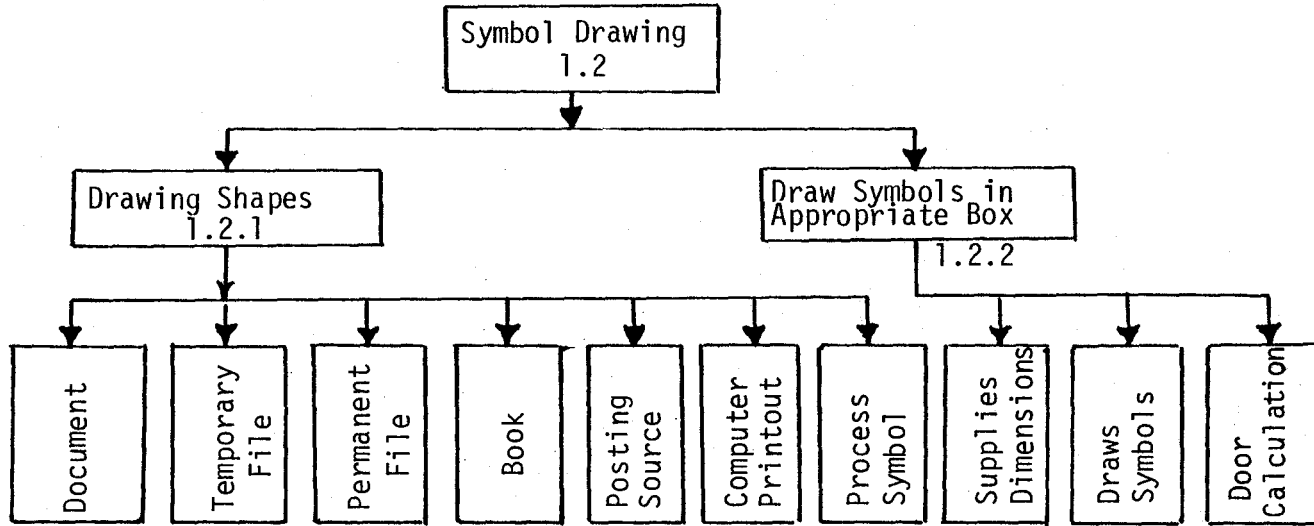 Symbol Drawing
1.2
Drawing Shapes
1.2.1
Draw Symbols in
Appropriate Box
1.2.2
Document
Temporary
File
Permanent
File
Book
Posting
Source
Computer
Printout
Process
Symbol
Supplies
Dimensions
Draws
Symbols
Door
Calculation